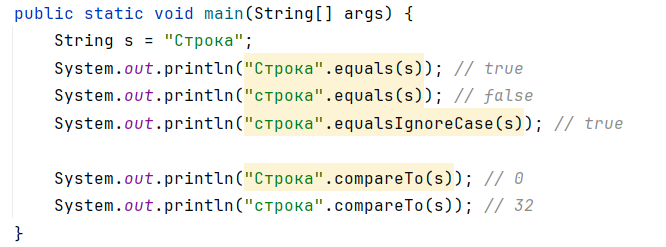 public static void main(String[] args) {
    String s = "Строка";
    System.out.println("Строка".equals(s)); // true
    System.out.println("строка".equals(s)); // false
    System.out.println("строка".equalsIgnoreCase(s)); // true

    System.out.println("Строка".compareTo(s)); // 0
    System.out.println("строка".compareTo(s)); // 32
}